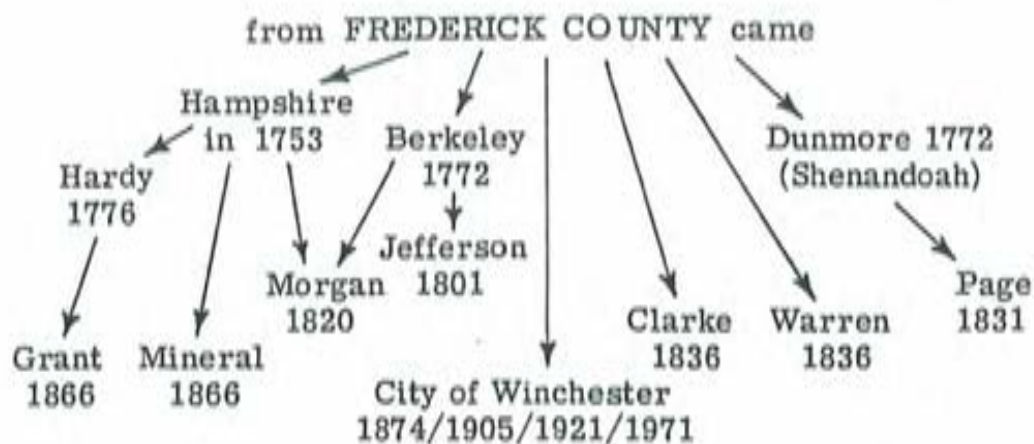 from FREDERICK COUNTY came
Hampshire
in 1753
Berkeley
1772
Dunmore 1772
(Shenandoah)
Hardy
1776
Jefferson
1801
Morgan
1820
Page
1831
Clarke
1836
Warren
1836
Grant
1866
Mineral
1866
City of Winchester
1874/1905/1921/1971